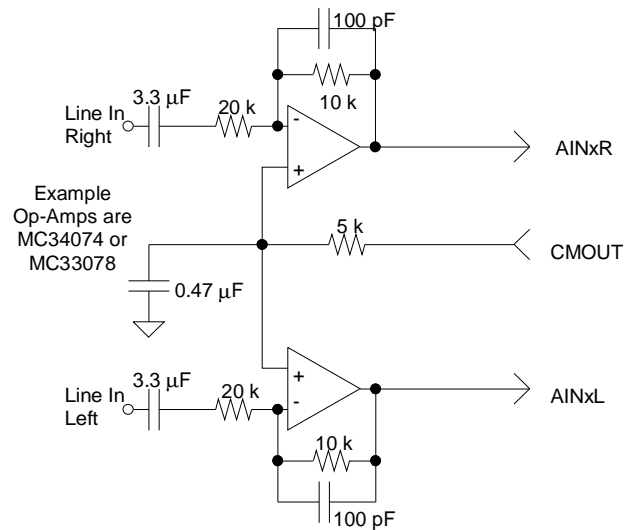 100 pF
3.3 μF
20 k
10 k
Line In
Right
-
+
AINxR
Example
Op-Amps are
MC34074 or
MC33078
5 k
CMOUT
0.47 μF
3.3 μF
20 k
Line In
Left
+
-
AINxL
10 k
100 pF